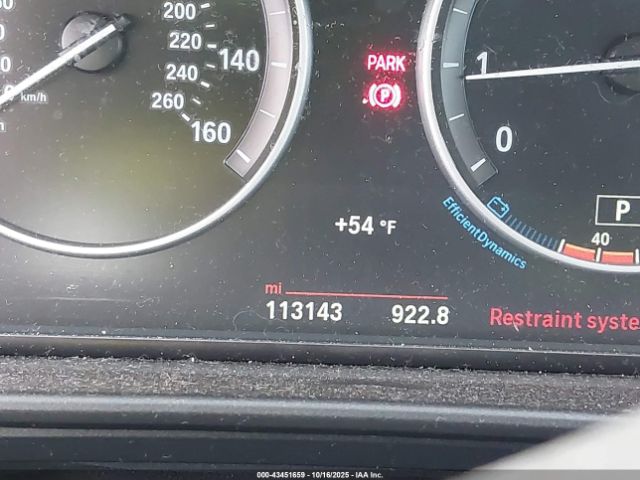 200
220
240
260
km/h
140
160
PARK
P
1
0
P
EfficientDynamics
40
+54 °F
mi
113143 922.8
Restraint syste
000-43451659 | 10/16/2025 | IAA Inc.